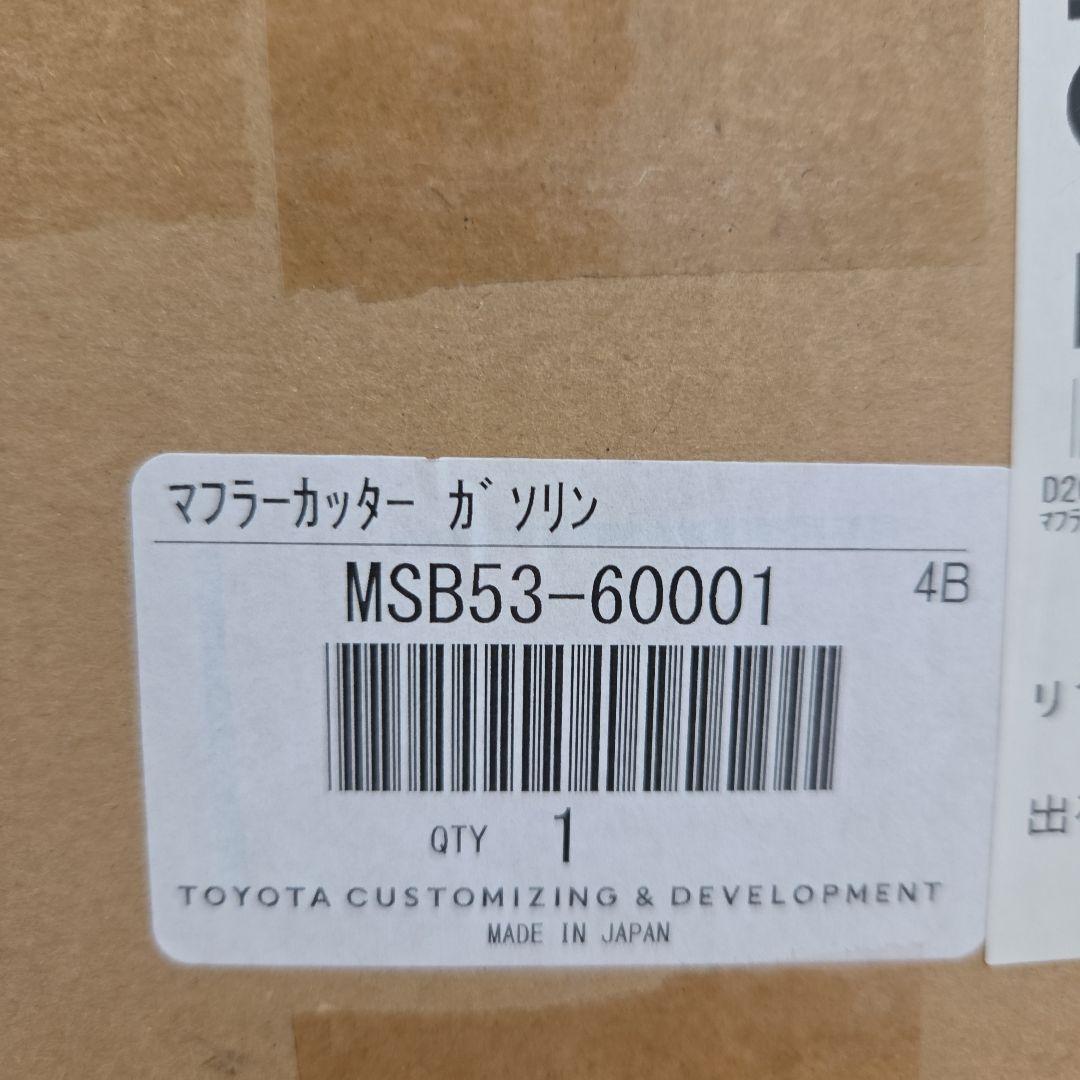 マフラーカッター ガソリン
MSB53-60001
4B
QTY 1
TOYOTA CUSTOMIZING & DEVELOPMENT
MADE IN JAPAN